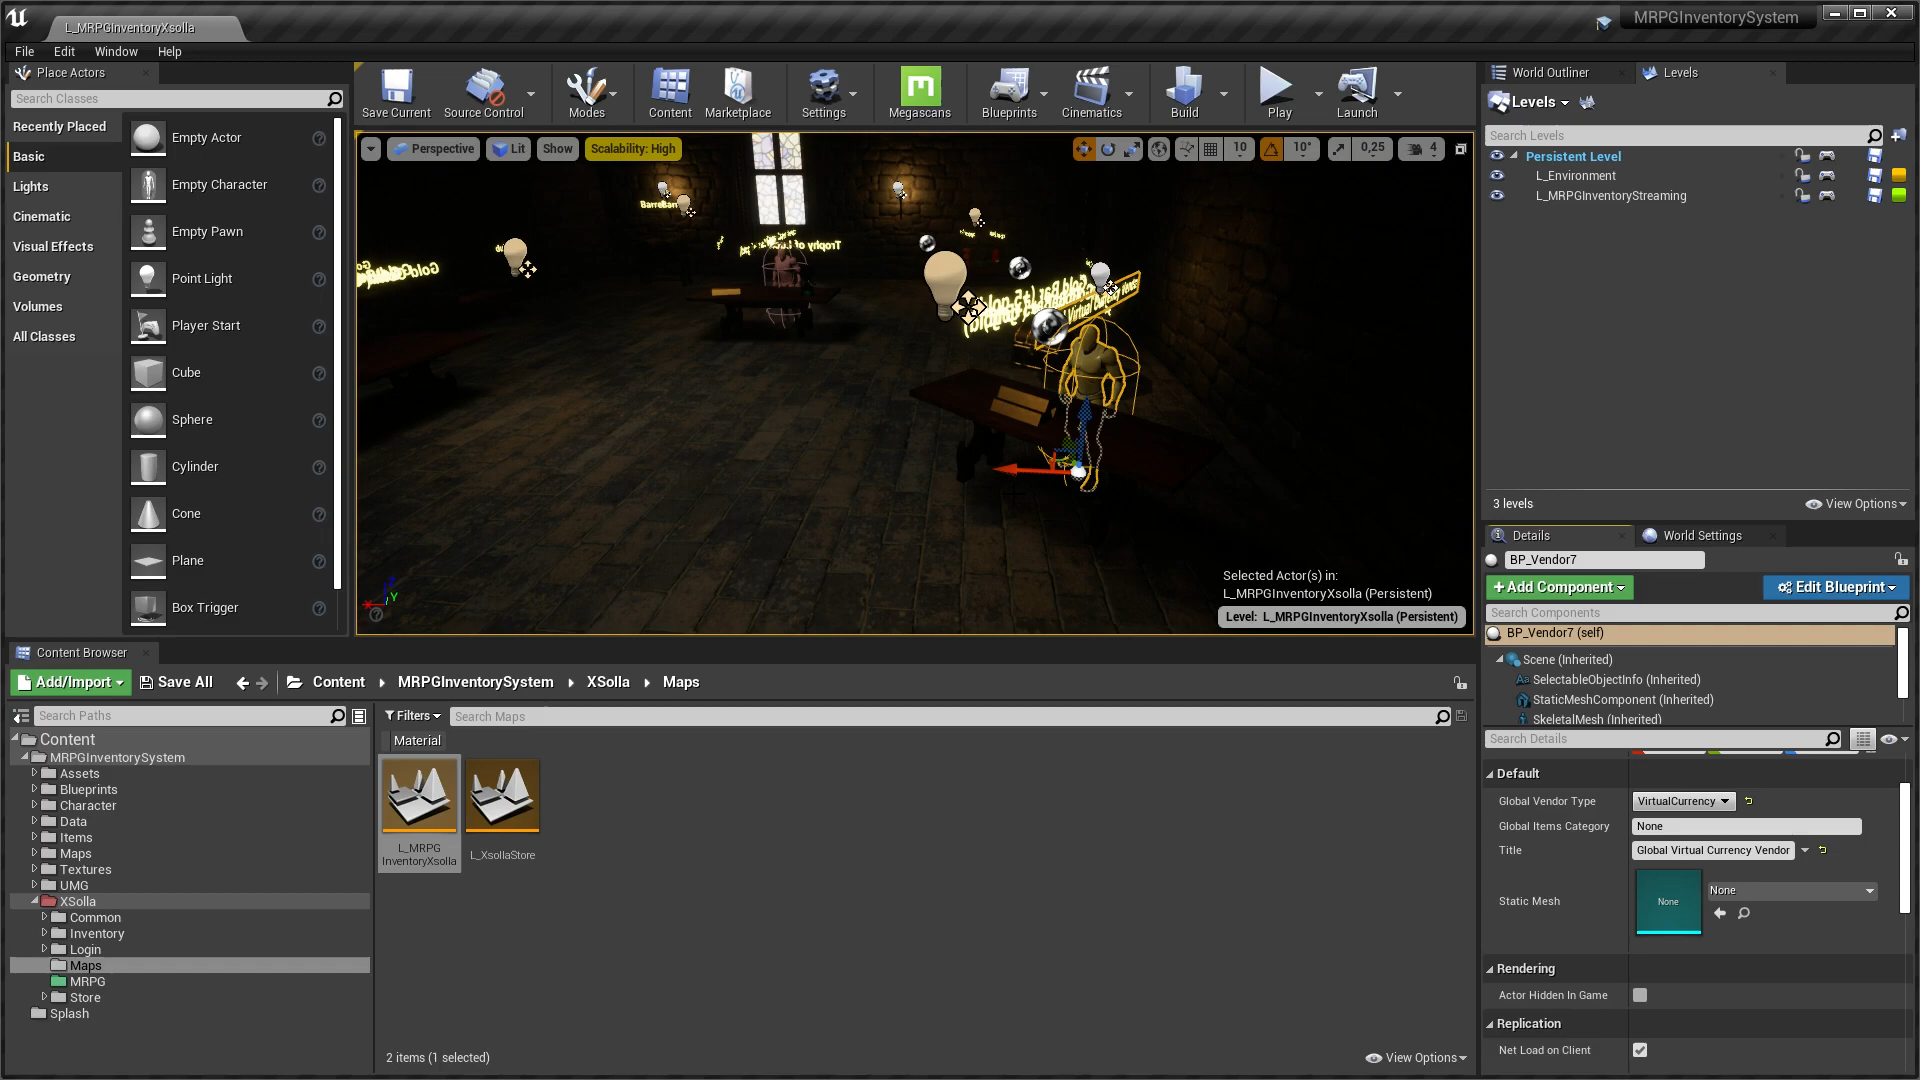 L_MRPGInventoryXsolla
MRPGInventorySystem
File Edit Window Help
Place Actors
Search Classes
Recently Placed
Basic
Lights
Cinematic
Visual Effects
Geometry
Volumes
All Classes
Empty Actor
Empty Character
Empty Pawn
Point Light
Player Start
Cube
Sphere
Cylinder
Cone
Plane
Box Trigger
Save Current
Source Control
Modes
Content
Marketplace
Settings
Megascans
Blueprints
Cinematics
Build
Play
Launch
Perspective
Lit
Show
Scalability: High
10
10°
0,25
4
Trophy of
Virtual Currency Vendor
Selected Actor(s) in:
L_MRPGInventoryXsolla (Persistent)
Level: L_MRPGInventoryXsolla (Persistent)
X
Y
Z
World Outliner
Levels
Levels
Search Levels
Persistent Level
L_Environment
L_MRPGInventoryStreaming
3 levels
View Options
Details
World Settings
BP_Vendor7
+Add Component
Edit Blueprint
Search Components
BP_Vendor7 (self)
Scene (Inherited)
SelectableObjectInfo (Inherited)
StaticMeshComponent (Inherited)
SkeletalMesh (Inherited)
Search Details
Default
Global Vendor Type VirtualCurrency
Global Items Category None
Title Global Virtual Currency Vendor
Static Mesh None None
Rendering
Actor Hidden In Game
Replication
Net Load on Client
Content Browser
Add/Import
Save All
Content MRPGInventorySystem XSolla Maps
Search Paths
Content
MRPGInventorySystem
Assets
Blueprints
Character
Data
Items
Maps
Textures
UMG
XSolla
Common
Inventory
Login
Maps
MRPG
Store
Splash
Filters
Search Maps
Material
L_MRPG
InventoryXsolla
L_XsollaStore
2 items (1 selected)
View Options